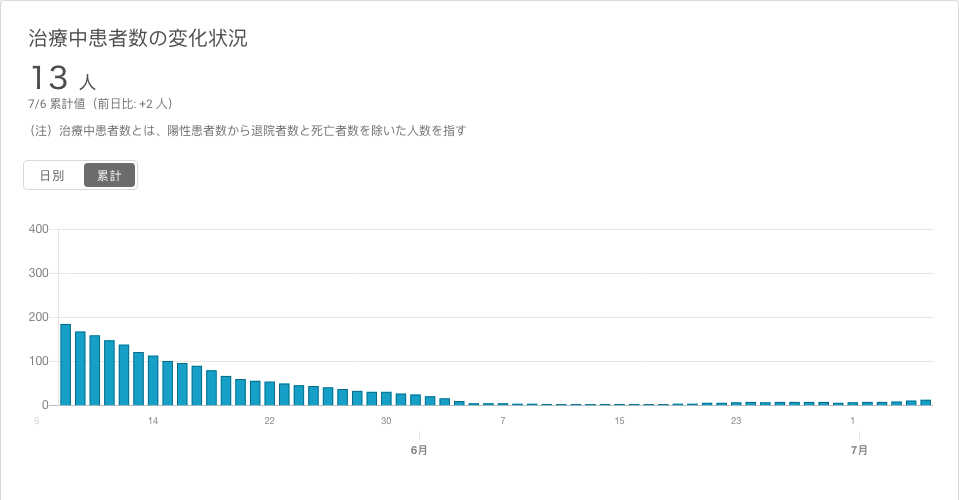 治療中患者数の変化状況
13 人
7/6 累計値（前日比: +2 人）
（注）治療中患者数とは、陽性患者数から退院者数と死亡者数を除いた人数を指す
日別 累計
400
300
200
100
0
6 14 22 30 7 15 23 1
6月 7月